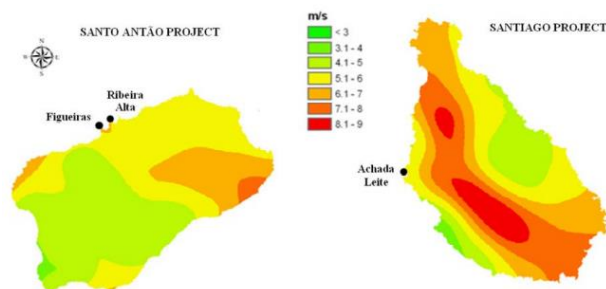 SANTO ANTÃO PROJECT
N
W
E
S
Ribeira
Alta
Figueiras
m/s
< 3
3.1 - 4
4.1 - 5
5.1 - 6
6.1 - 7
7.1 - 8
8.1 - 9
SANTIAGO PROJECT
Achada
Leite